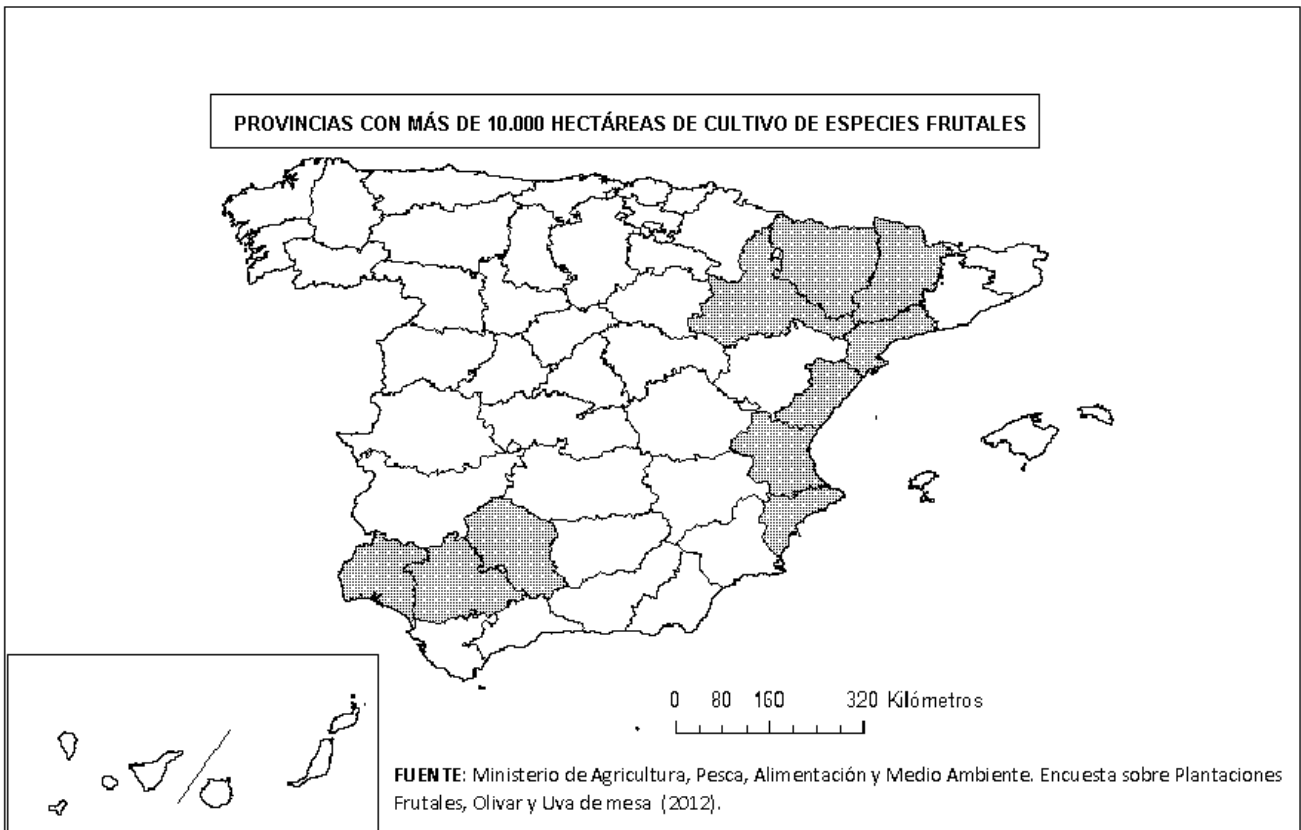 PROVINCIAS CON MÁS DE 10.000 HECTÁREAS DE CULTIVO DE ESPECIES FRUTALES
0 80 160 320 Kilómetros
FUENTE: Ministerio de Agricultura, Pesca, Alimentación y Medio Ambiente. Encuesta sobre Plantaciones
Frutales, Olivar y Uva de mesa (2012).